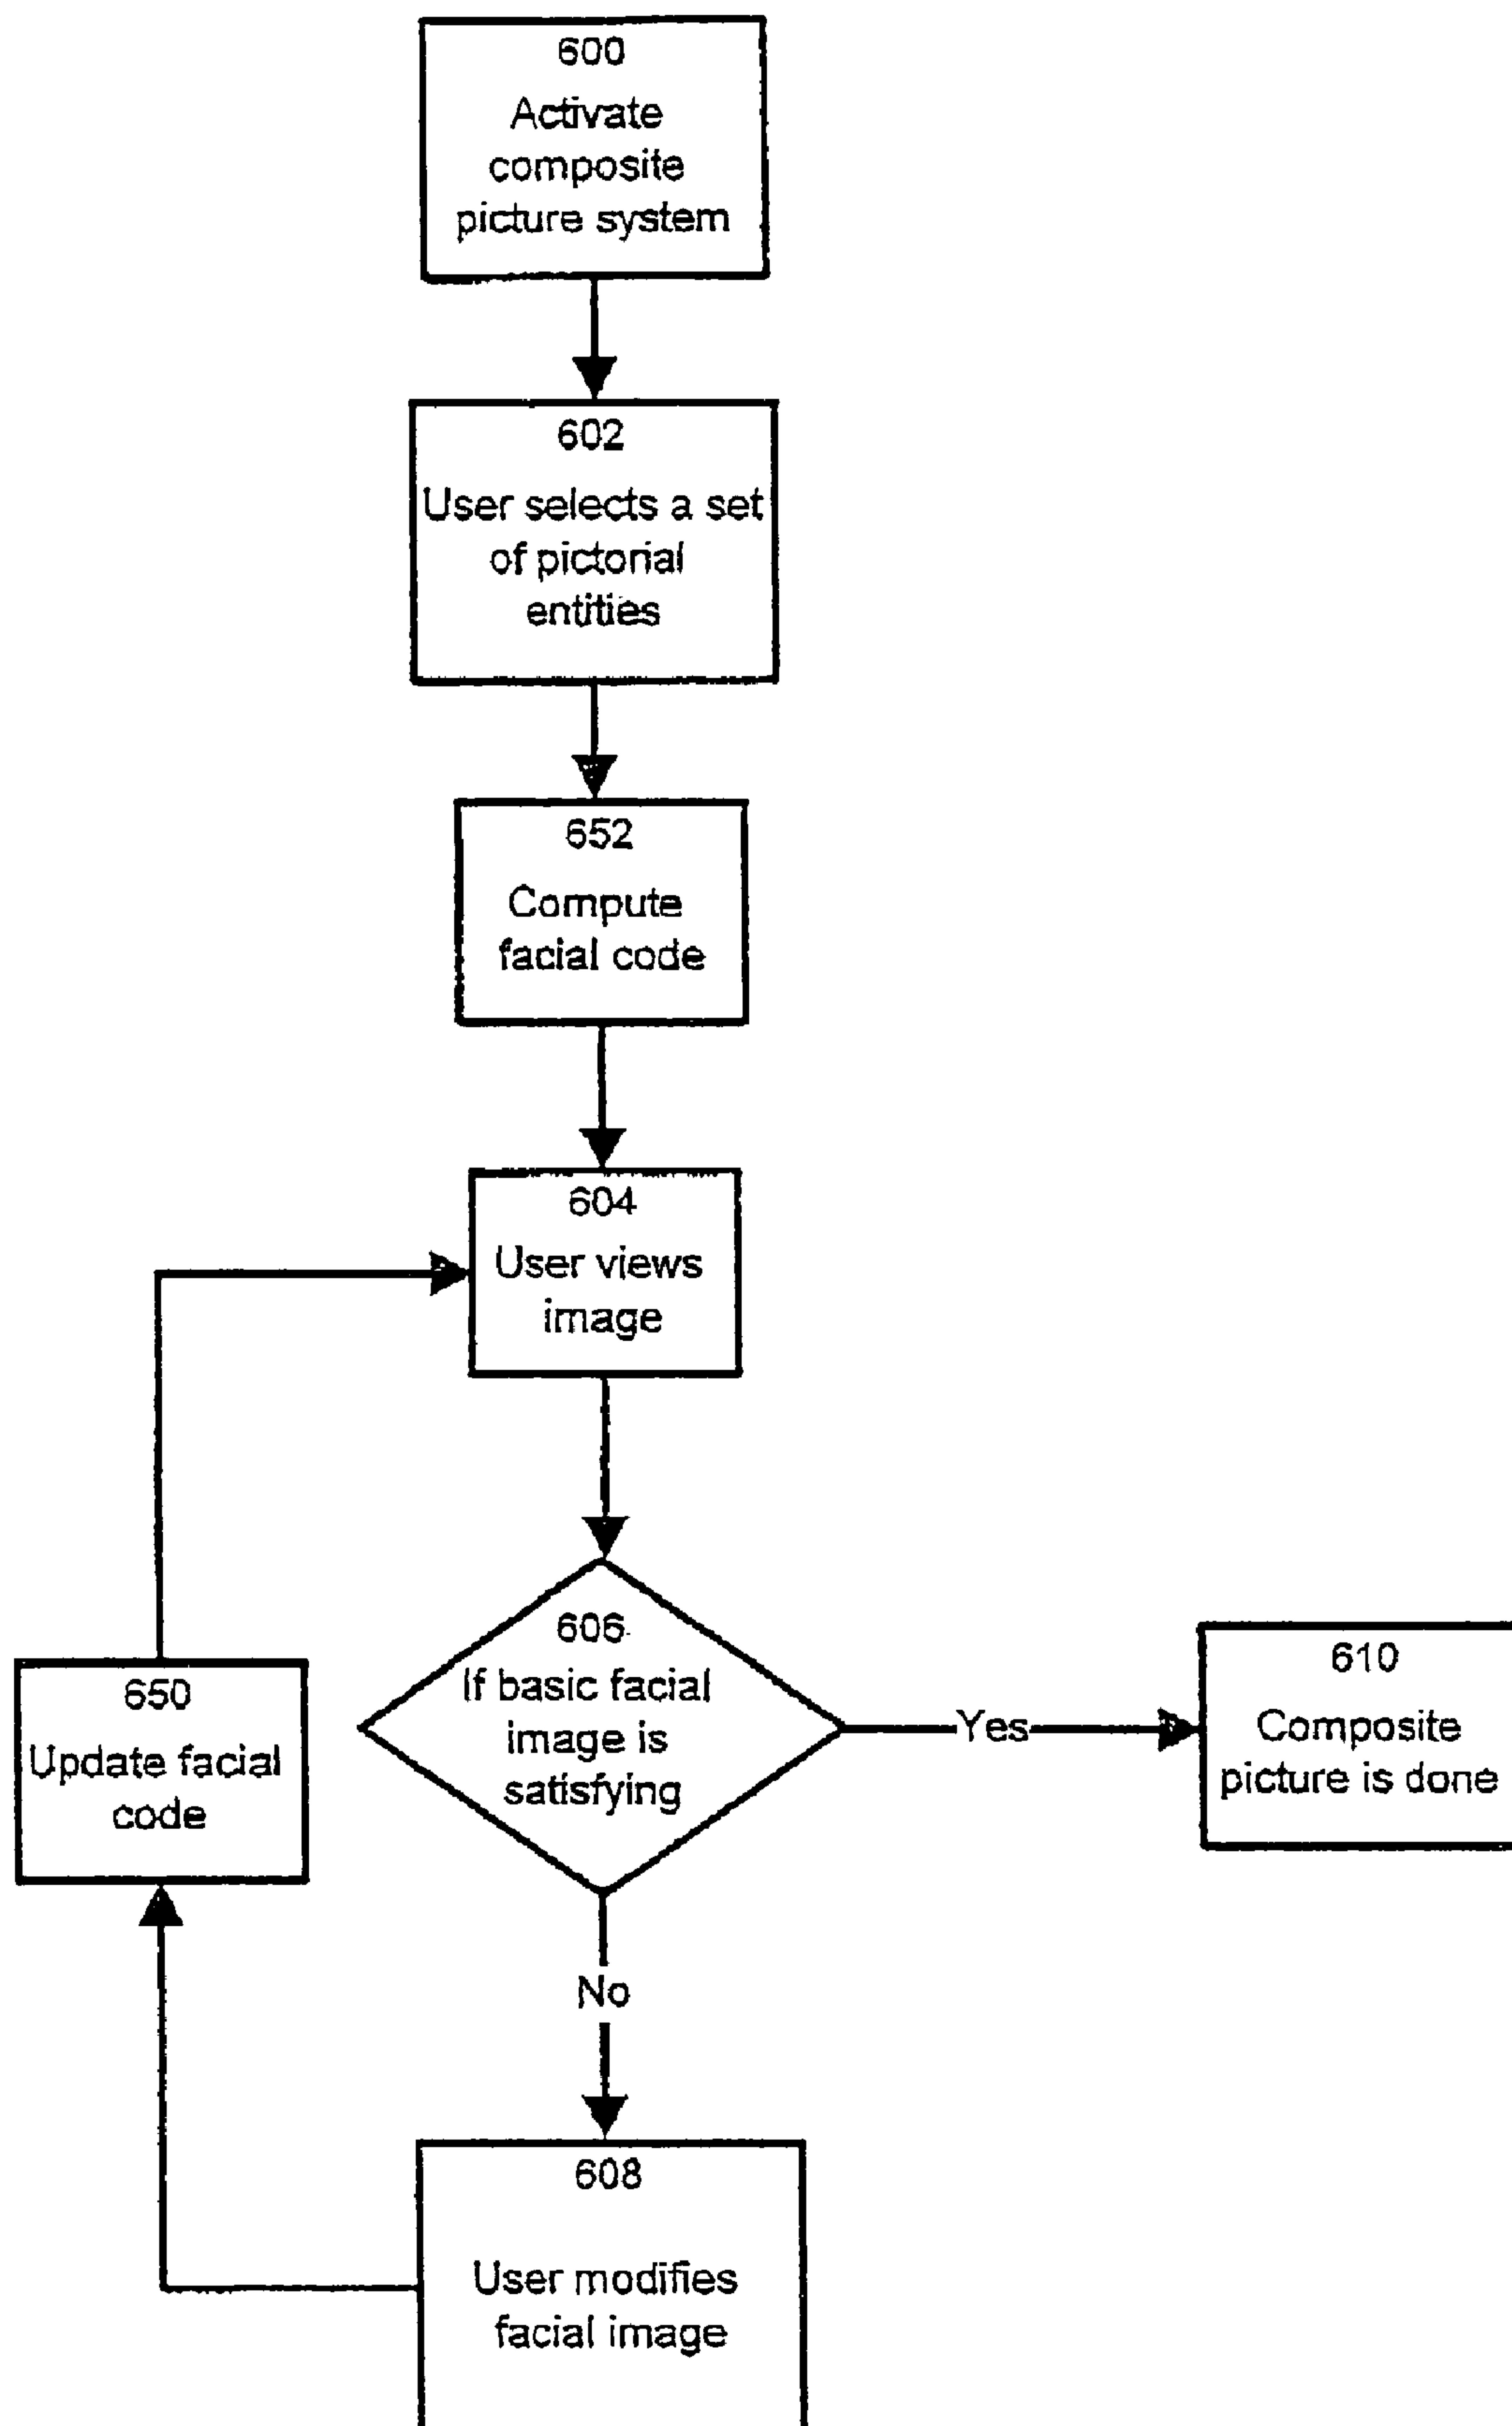 600
Activate
composite
picture system
602
User selects a set
of pictorial
entities
652
Compute
facial code
604
User views
image
606
If basic facial
image is
satisfying
Yes
610
Composite
picture is done
650
Update facial
code
No
608
User modifies
facial image